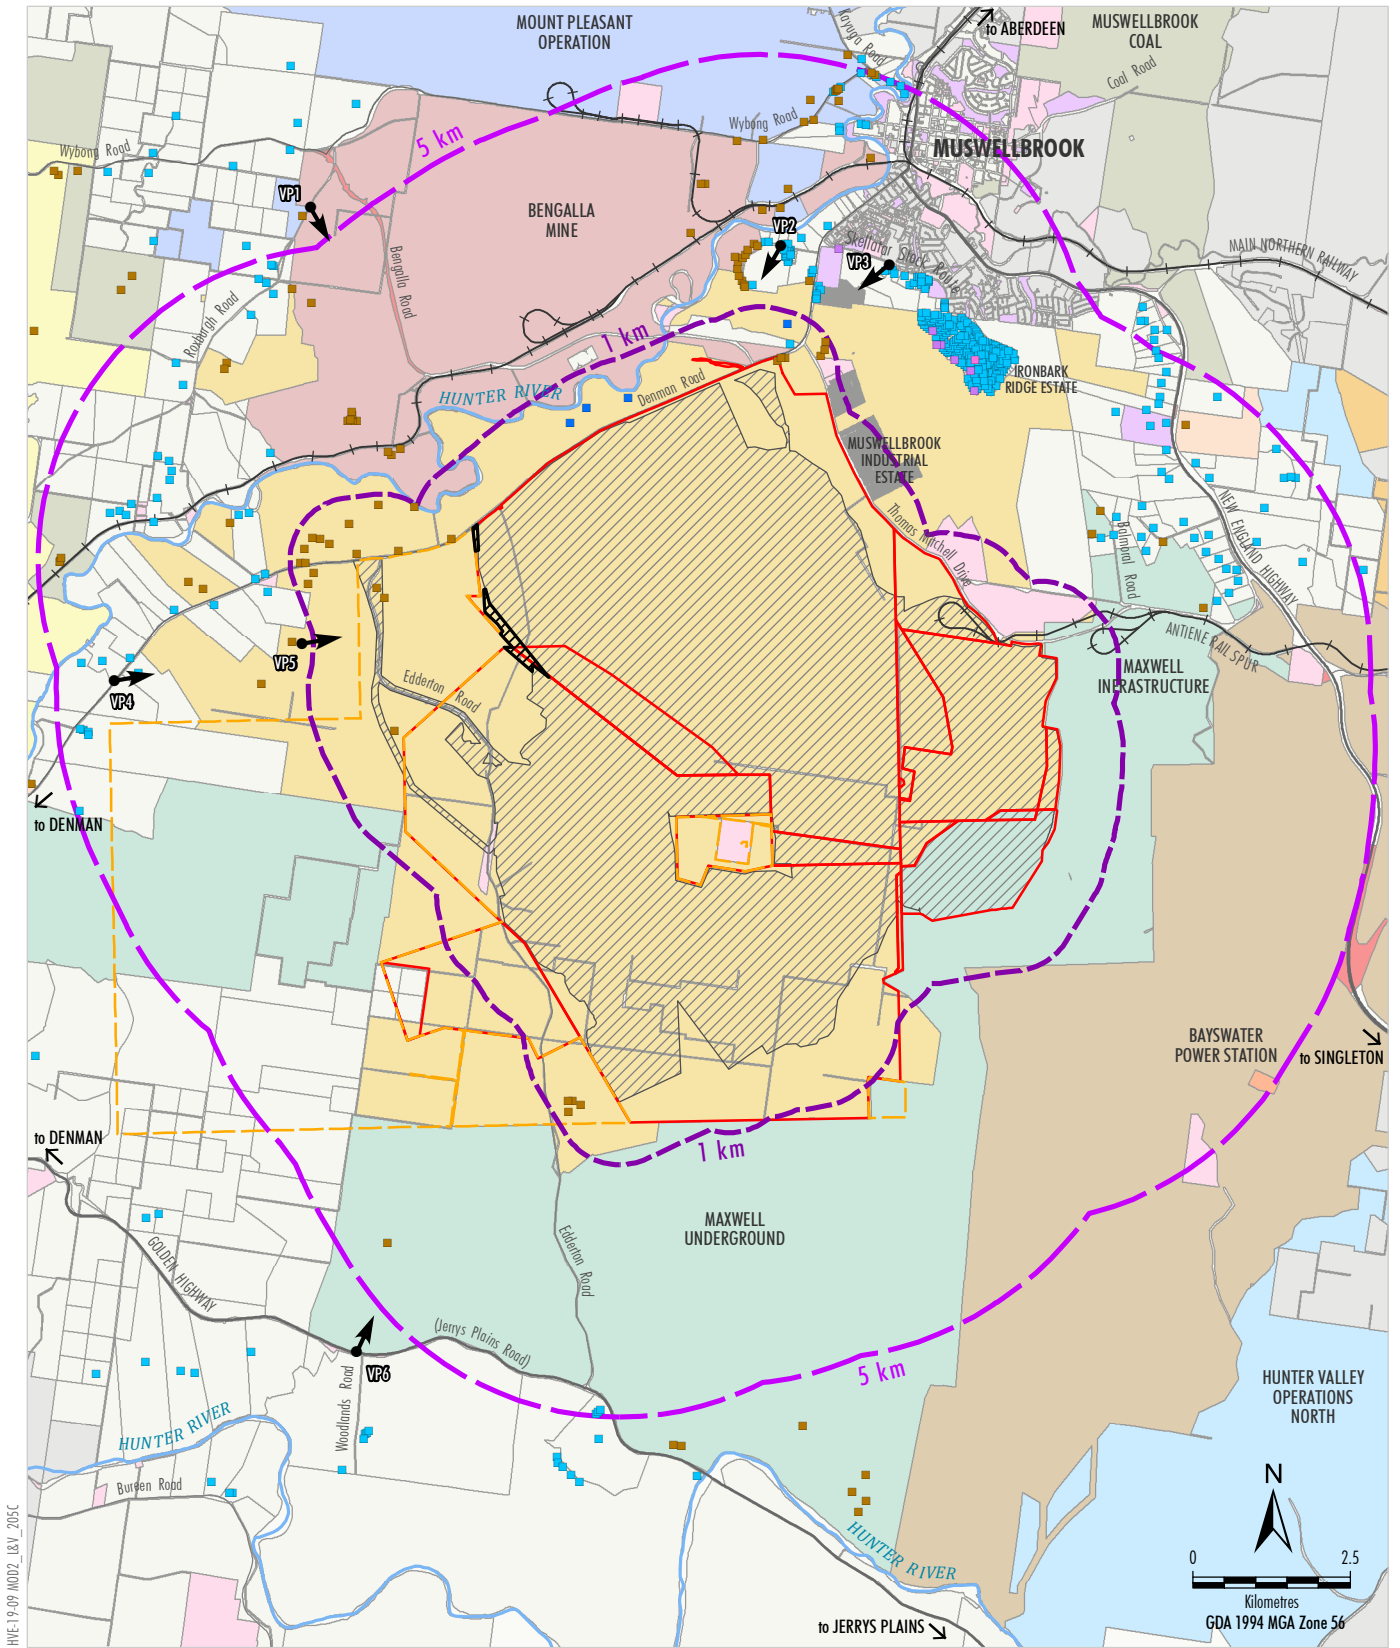 MOUNT PLEASANT
OPERATION
Kayuga Road
to ABERDEEN
MUSWELLBROOK
COAL
Coal Road
5 km
Wybong Road
Wybong Road
MUSWELLBROOK
VP1
BENGALLA
MINE
VP2
Skellatar Stock Route
VP3
MAIN NORTHERN RAILWAY
Bengalla Road
Roxburgh Road
1 km
IRONBARK
RIDGE ESTATE
HUNTER RIVER
Denman Road
MUSWELLBROOK
INDUSTRIAL
ESTATE
NEW ENGLAND HIGHWAY
Thomas Mitchell Drive
Balmoral Road
ANTIENE RAIL SPUR
VP5
VP4
Edderton Road
MAXWELL
INFRASTRUCTURE
to DENMAN
BAYSWATER
POWER STATION
to SINGLETON
to DENMAN
1 km
MAXWELL
UNDERGROUND
GOLDEN HIGHWAY
Edderton Road
(Jerrys Plains Road)
VP6
5 km
Woodlands Road
HUNTER VALLEY
OPERATIONS
NORTH
HUNTER RIVER
Bureen Road
HUNTER RIVER
N
0 2.5
Kilometres
GDA 1994 MGA Zone 56
to JERRYS PLAINS
HVE-19-09 MOD2_L&V_205C